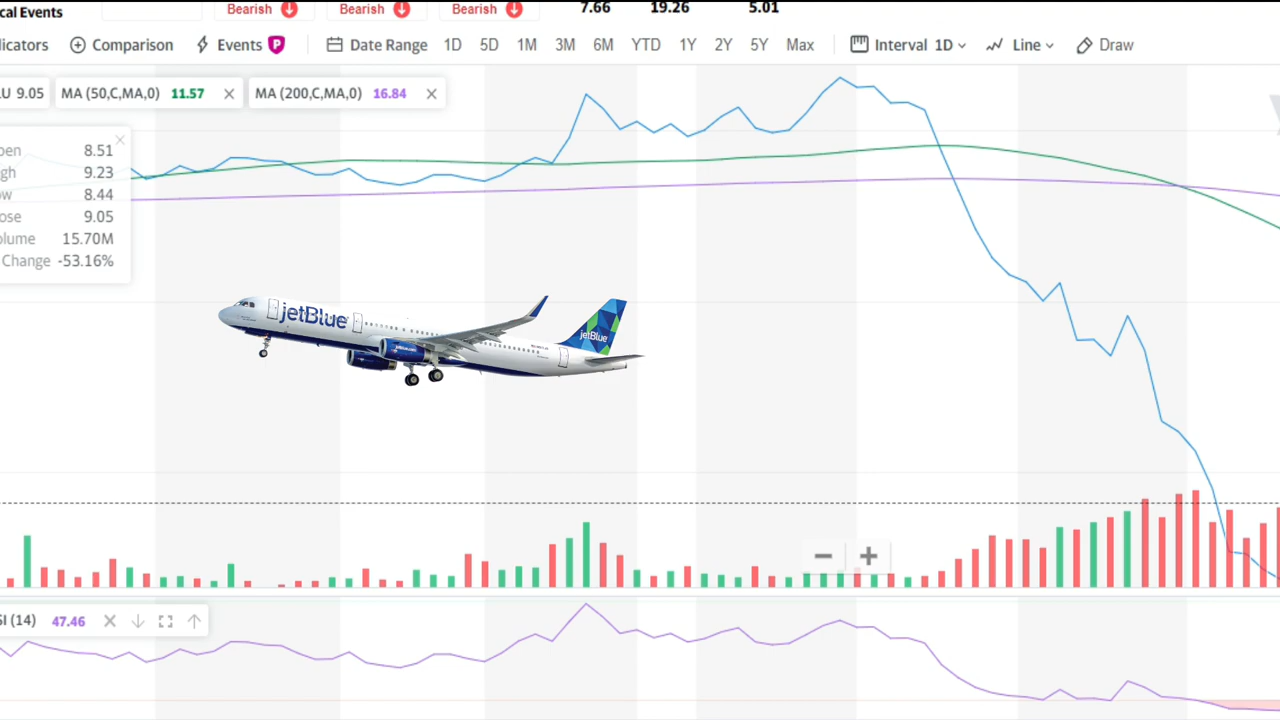 cal Events
Bearish Bearish Bearish 7.66 19.26 5.01
licators Comparison Events P Date Range 1D 5D 1M 3M 6M YTD 1Y 2Y 5Y Max Interval 1D Line Draw
LU 9.05 MA (50,C,MA,0) 11.57 MA (200,C,MA,0) 16.84
pen 8.51
gh 9.23
ow 8.44
ose 9.05
olume 15.70M
Change -53.16%
jetBlue
jetBlue
SI (14) 47.46